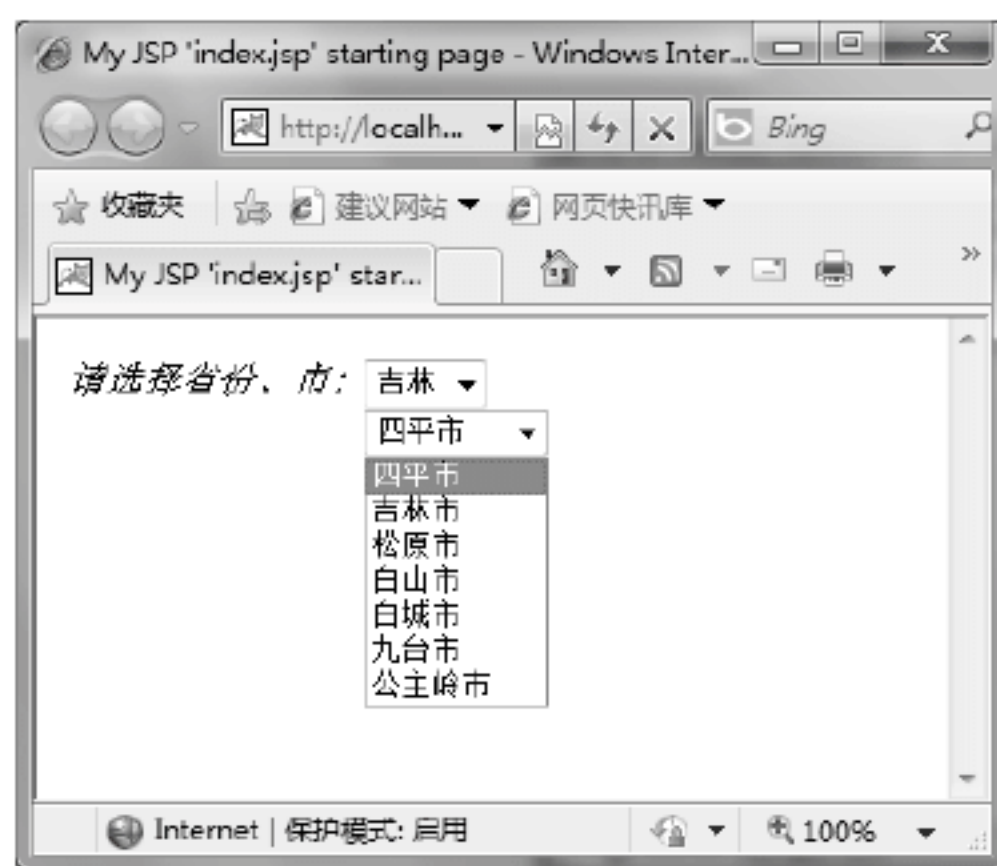 My JSP 'index.jsp' starting page - Windows Inter...
http://localh...
Bing
收藏夹 建议网站 网页快讯库
My JSP 'index.jsp' star...
请选择省份、市: 吉林
四平市
四平市
吉林市
松原市
白山市
白城市
九台市
公主岭市
Internet | 保护模式: 启用 100%